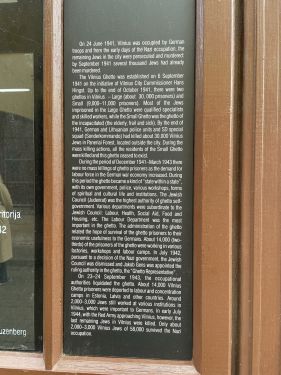 On 24 June 1941, Vilnius was occupied by German
troops and from the early days of the Nazi occupation, the
remaining Jews in the city were persecuted and murdered:
by September 1941 several thousand Jews had already
been murdered.
The Vilnius Ghetto was established on 6 September
1941 on the initiative of Vilnius City Commissioner Hans
Hingst. Up to the end of October 1941, there were two
ghettos in Vilnius – Large (about 30,000 prisoners) and
Small (9,000–11,000 prisoners). Most of the Jews
imprisoned in the Large Ghetto were qualified specialists
and skilled workers, while the Small Ghetto was the ghetto of
the incapacitated (the elderly, frail and sick). By the end of
1941, German and Lithuanian police units and SD special
squad (Sonderkommando) had killed about 30,000 Vilnius
Jews in Paneriai Forest, located outside the city. During the
mass killing actions, all the residents of the Small Ghetto
were killed and this ghetto ceased to exist.
During the period of December 1941–March 1943 there
were no mass killings of ghetto prisoners as the demand for
labour force in the German war economy increased. During
this period the ghetto became a kind of "state within a state",
with its own government, police, various workshops, forms
of spiritual and cultural life and institutions. The Jewish
Council (Judenrat) was the highest authority of ghetto self-
government. Various departments were subordinate to the
Jewish Council: Labour, Health, Social Aid, Food and
Housing, etc. The Labour Department was the most
important in the ghetto. The administration of the ghetto
related the hope of survival of the ghetto prisoners to their
economic usefulness to the Germans. About 14,000 (two-
thirds) of the prisoners of the ghetto were working in various
factories, workshops and labour camps. In July 1942,
pursuant to a decision of the Nazi government, the Jewish
Council was dismissed and Jakob Gens was appointed the
ruling authority in the ghetto, the "Ghetto Representative".
On 23–24 September 1943, the occupational
authorities liquidated the ghetto. About 14,000 Vilnius
Ghetto prisoners were deported to labour and concentration
camps in Estonia, Latvia and other countries. Around
2,000–3,000 Jews still worked at various institutions in
Vilnius, which were important to Germans. In early July
1944, with the Red Army approaching Vilnius, however, the
last remaining Jews in Vilnius were killed. Only about
2,000–3,000 Vilnius Jews of 58,000 survived the Nazi
occupation.
ritorija
42
uzenberg